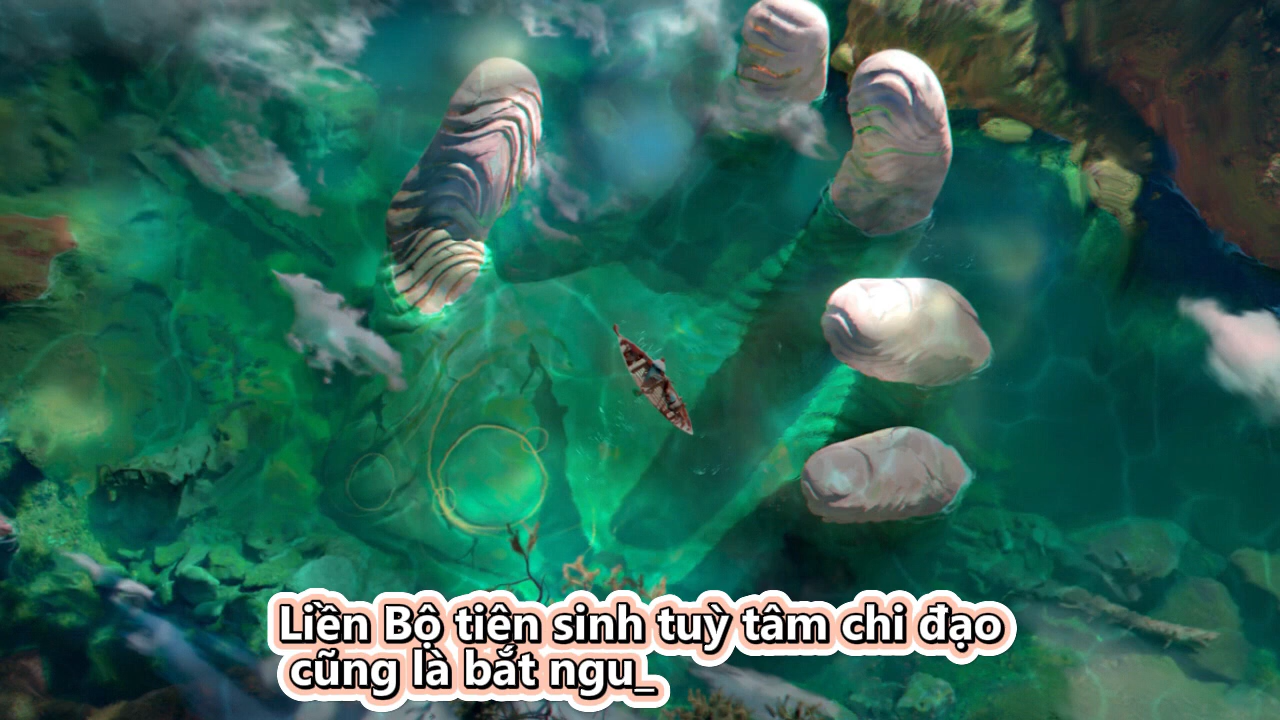 Liền Bộ tiên sinh tuỳ tâm chi đạo
cũng là bắt ngu_